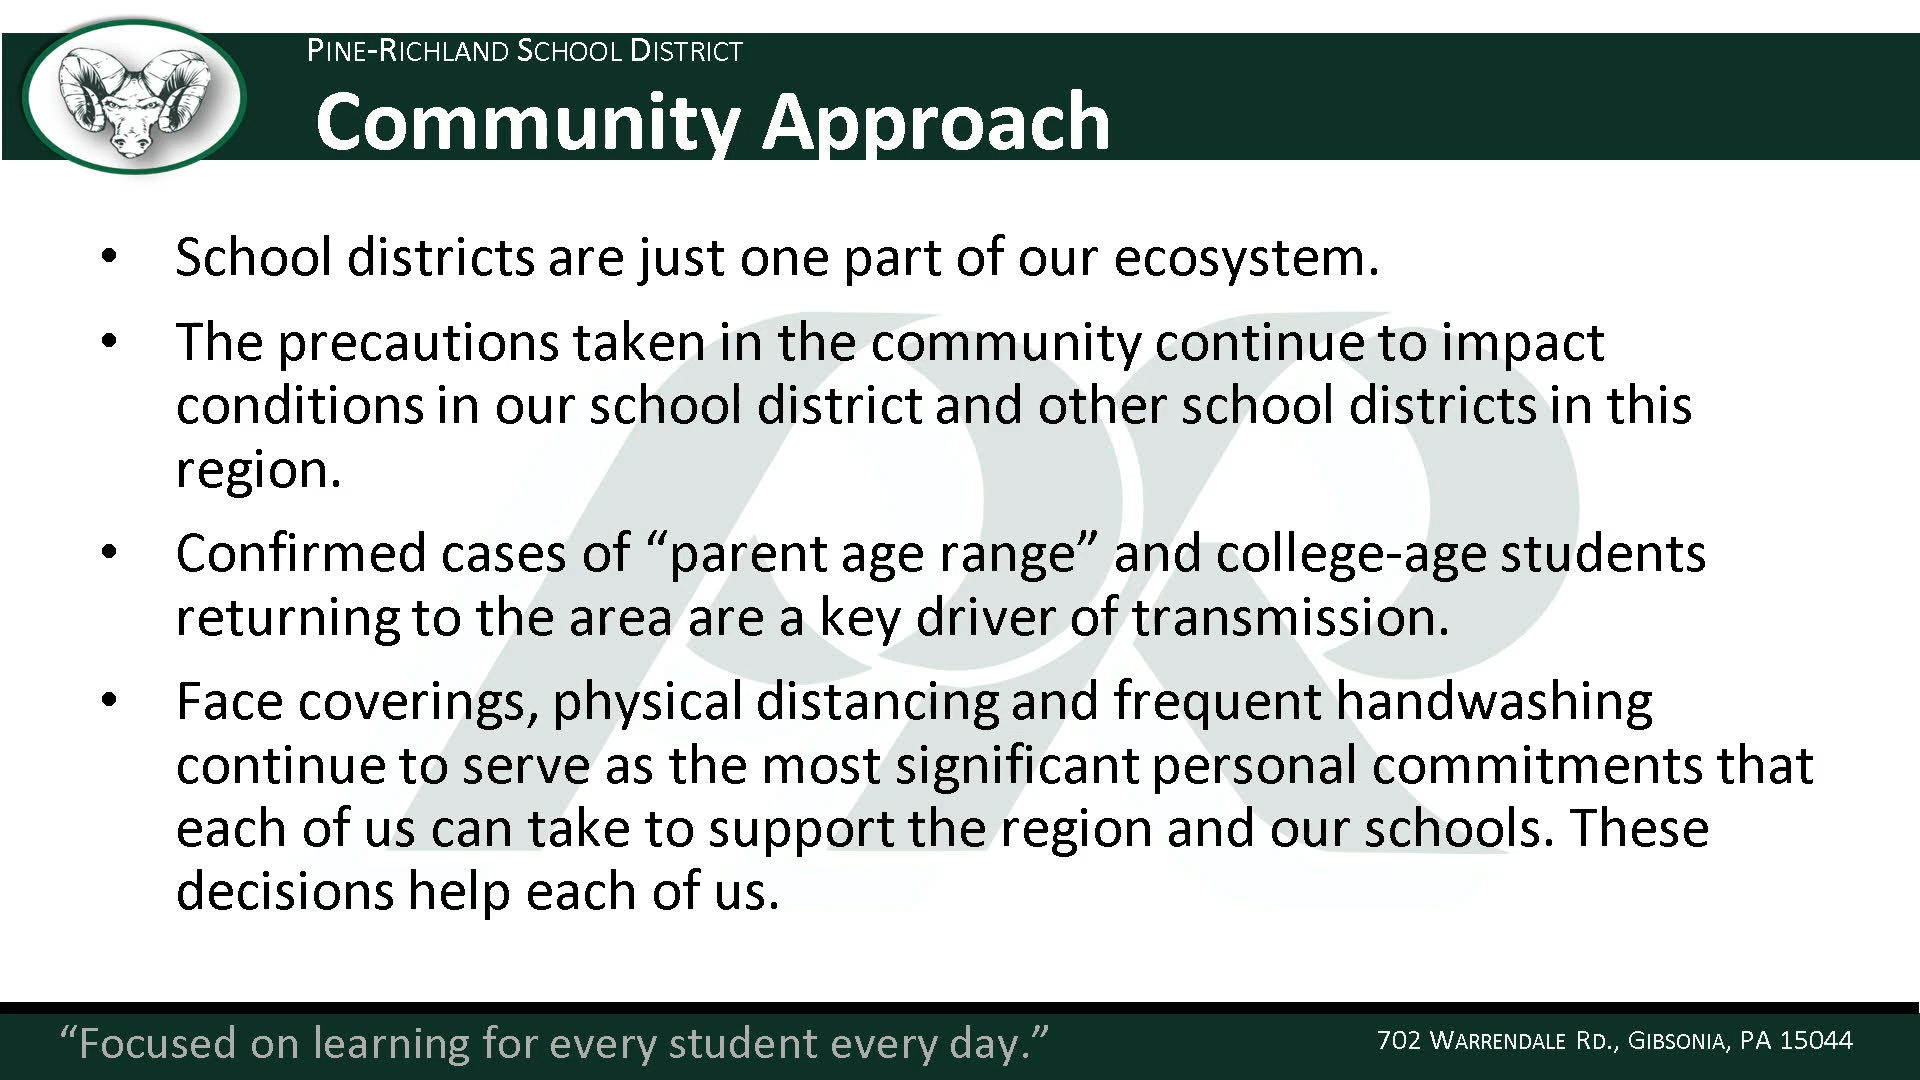 PINE-RICHLAND SCHOOL DISTRICT
Community Approach
• School districts are just one part of our ecosystem.
• The precautions taken in the community continue to impact
conditions in our school district and other school districts in this
region.
• Confirmed cases of “parent age range” and college-age students
returning to the area are a key driver of transmission.
• Face coverings, physical distancing and frequent handwashing
continue to serve as the most significant personal commitments that
each of us can take to support the region and our schools. These
decisions help each of us.
“Focused on learning for every student every day.”
702 WARRENDALE RD., GIBSONIA, PA 15044